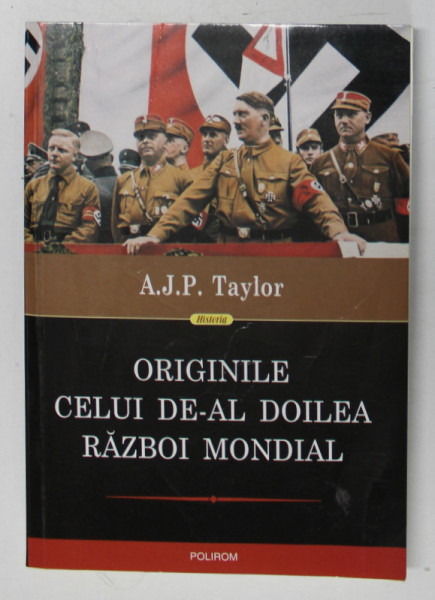 A.J.P. Taylor
Historia
ORIGINILE
CELUI DE-AL DOILEA
RĂZBOI MONDIAL
POLIROM